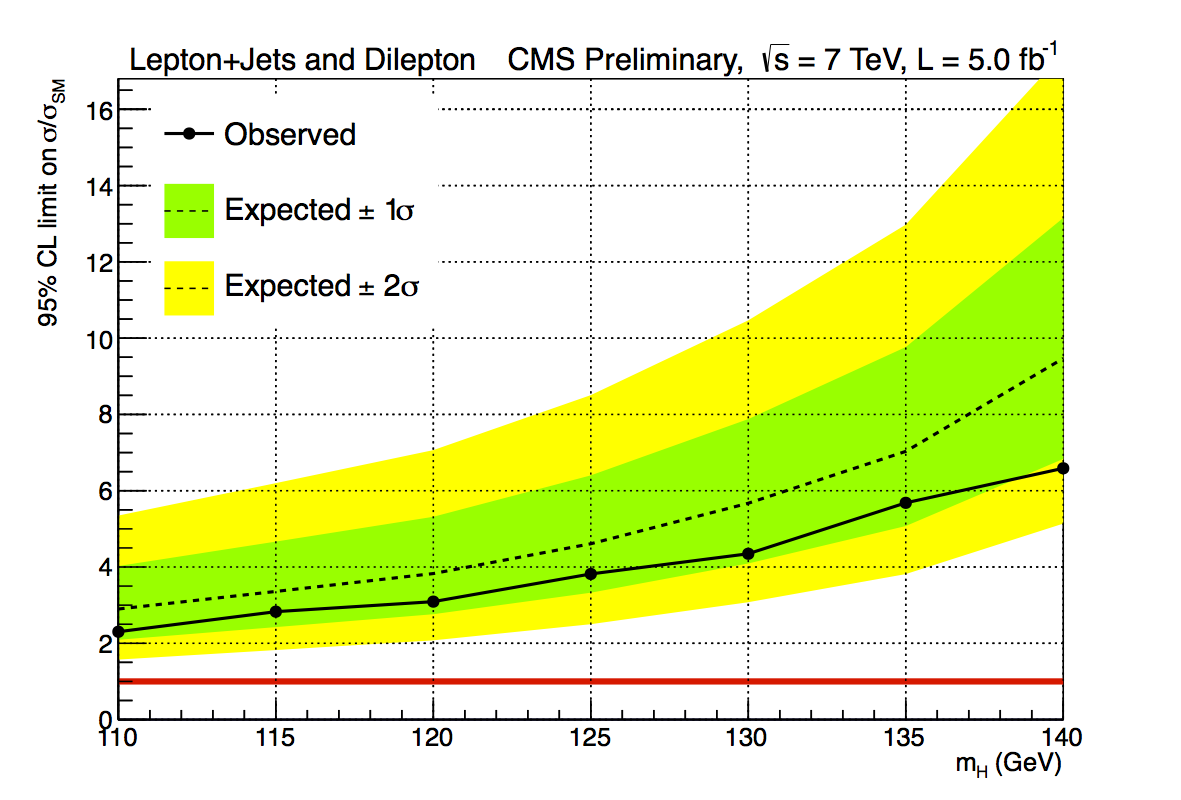 Lepton+Jets and Dilepton CMS Preliminary, √s = 7 TeV, L = 5.0 fb⁻¹
95% CL limit on σ/σSM
Observed
Expected ± 1σ
Expected ± 2σ
16
14
12
10
8
6
4
2
0
110 115 120 125 130 135 140
mH (GeV)